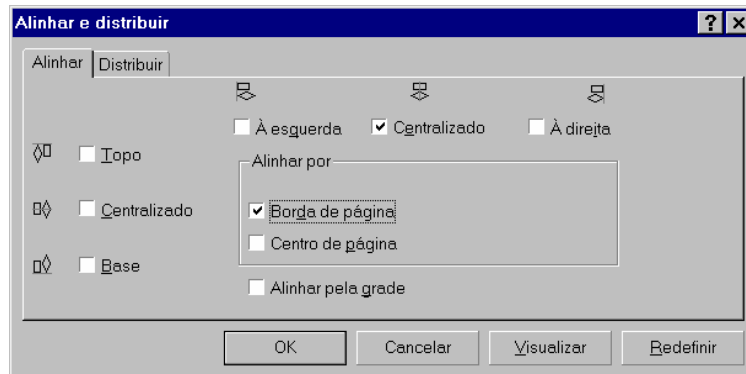 Alinhar e distribuir
Alinhar Distribuir
À esquerda Centralizado À direita
Topo
Alinhar por
Centralizado
Borda de página
Centro de página
Base
Alinhar pela grade
OK Cancelar Visualizar Redefinir